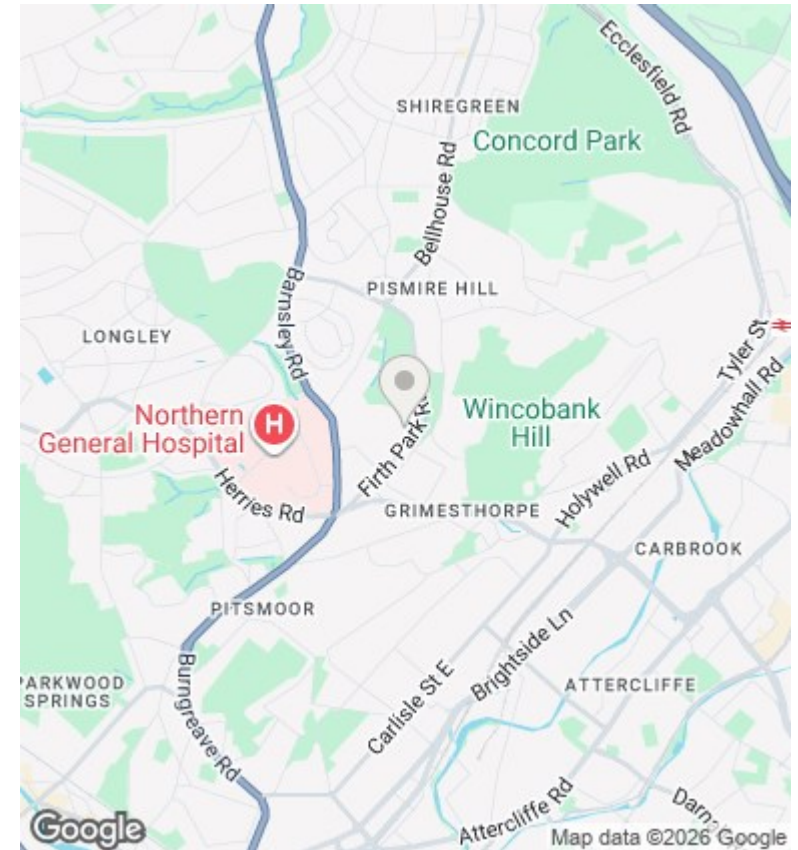 Ecclesfield Rd
SHIREGREEN
Concord Park
Bellhouse Rd
PISMIRE HILL
Barnsley Rd
LONGLEY
Tyler St
Meadowhall Rd
Northern
General Hospital
H
Wincobank
Hill
Firth Park R
Herries Rd
Holywell Rd
GRIMESTHORPE
CARBROOK
PITSMOOR
Brightside Ln
Carlisle St E
ATTERCLIFFE
PARKWOOD
SPRINGS
Burngreave Rd
Attercliffe Rd
Darna
Google
Map data ©2026 Google